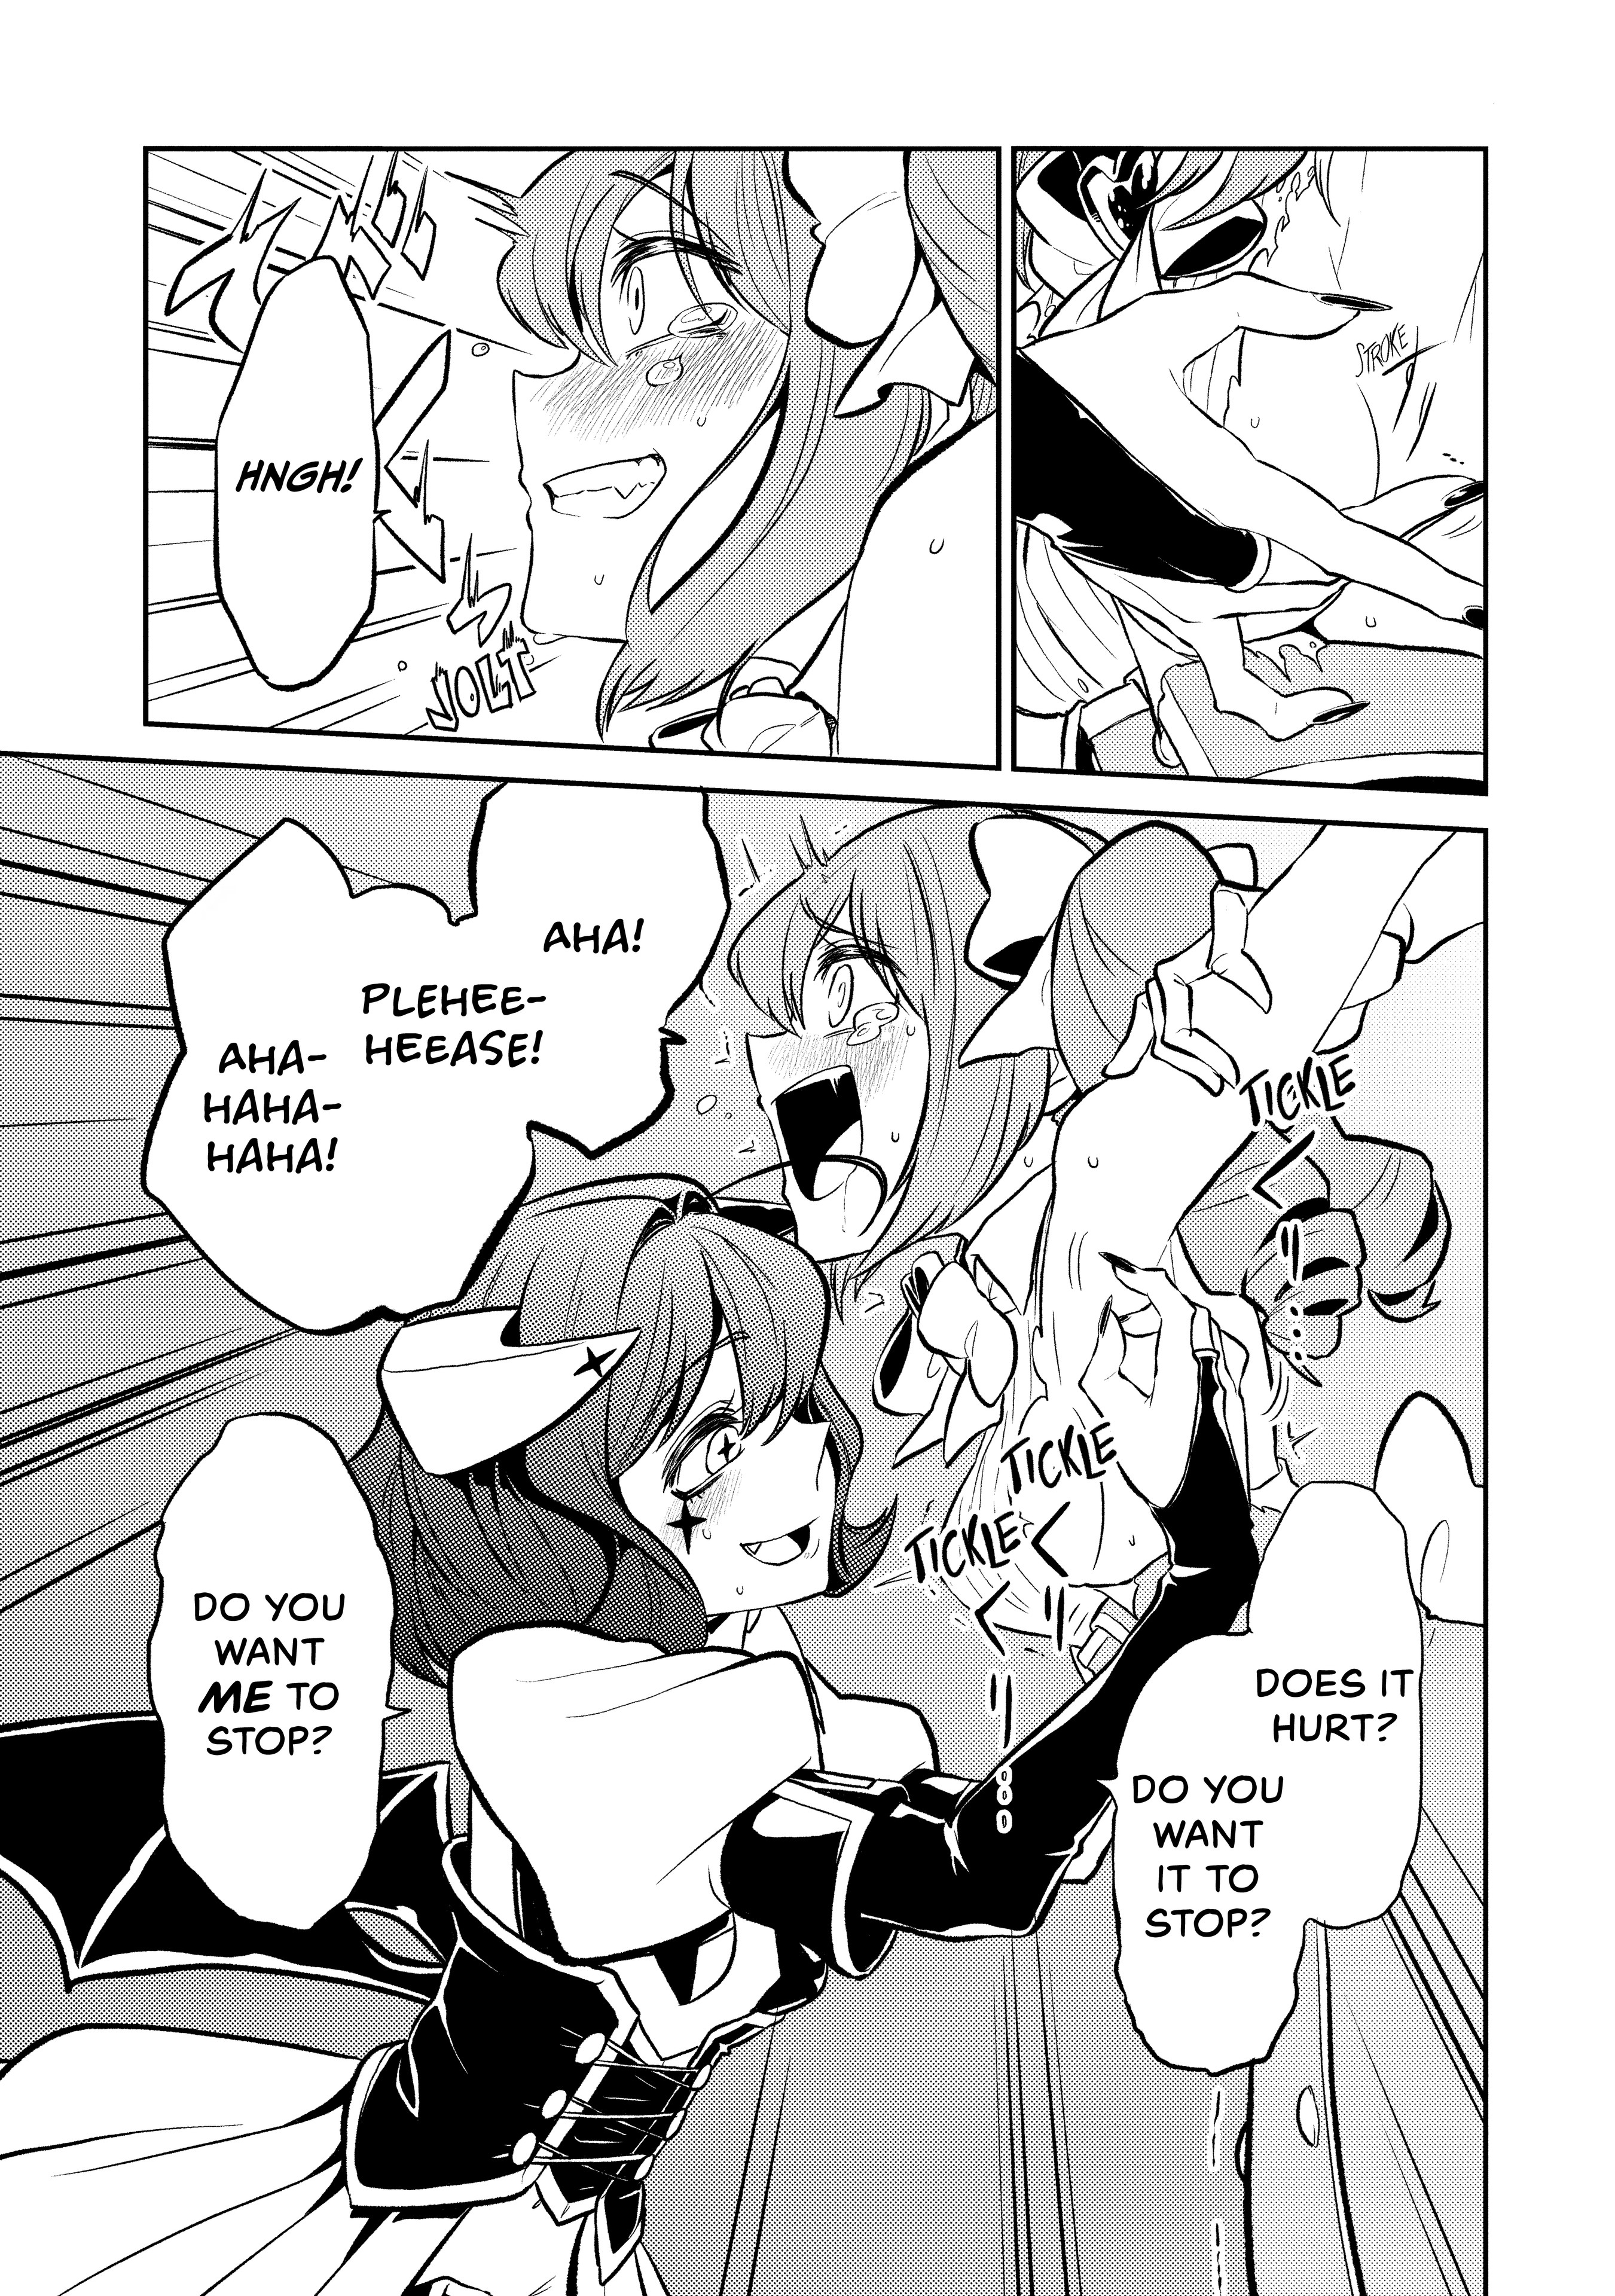 STROKE
HNGH!
JOLT
AHA!
PLEHEE-
HEEASE!
AHA-
HAHA-
HAHA!
TICKLE
TICKLE
TICKLE
DOES IT
HURT?
DO YOU
WANT
IT TO
STOP?
DO YOU
WANT
ME TO
STOP?